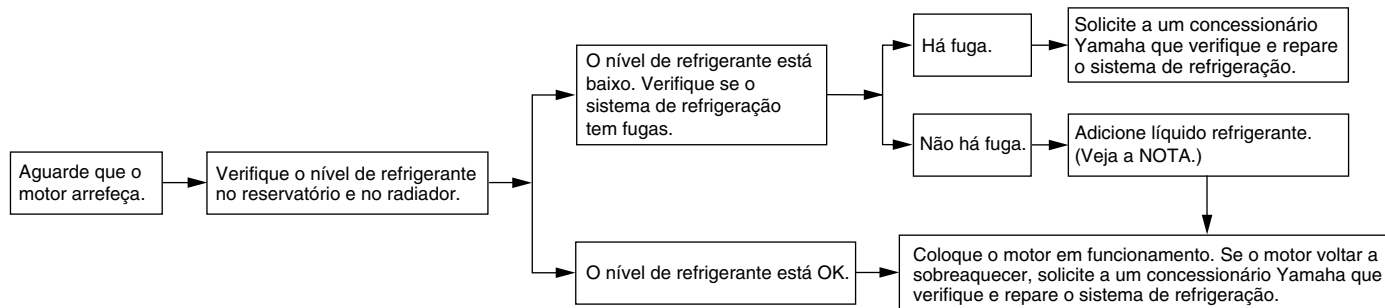 Aguarde que o
motor arrefeça.
Verifique o nível de refrigerante
no reservatório e no radiador.
O nível de refrigerante está
baixo. Verifique se o
sistema de refrigeração
tem fugas.
Há fuga.
Solicite a um concessionário
Yamaha que verifique e repare
o sistema de refrigeração.
Não há fuga.
Adicione líquido refrigerante.
(Veja a NOTA.)
O nível de refrigerante está OK.
Coloque o motor em funcionamento. Se o motor voltar a
sobreaquecer, solicite a um concessionário Yamaha que
verifique e repare o sistema de refrigeração.